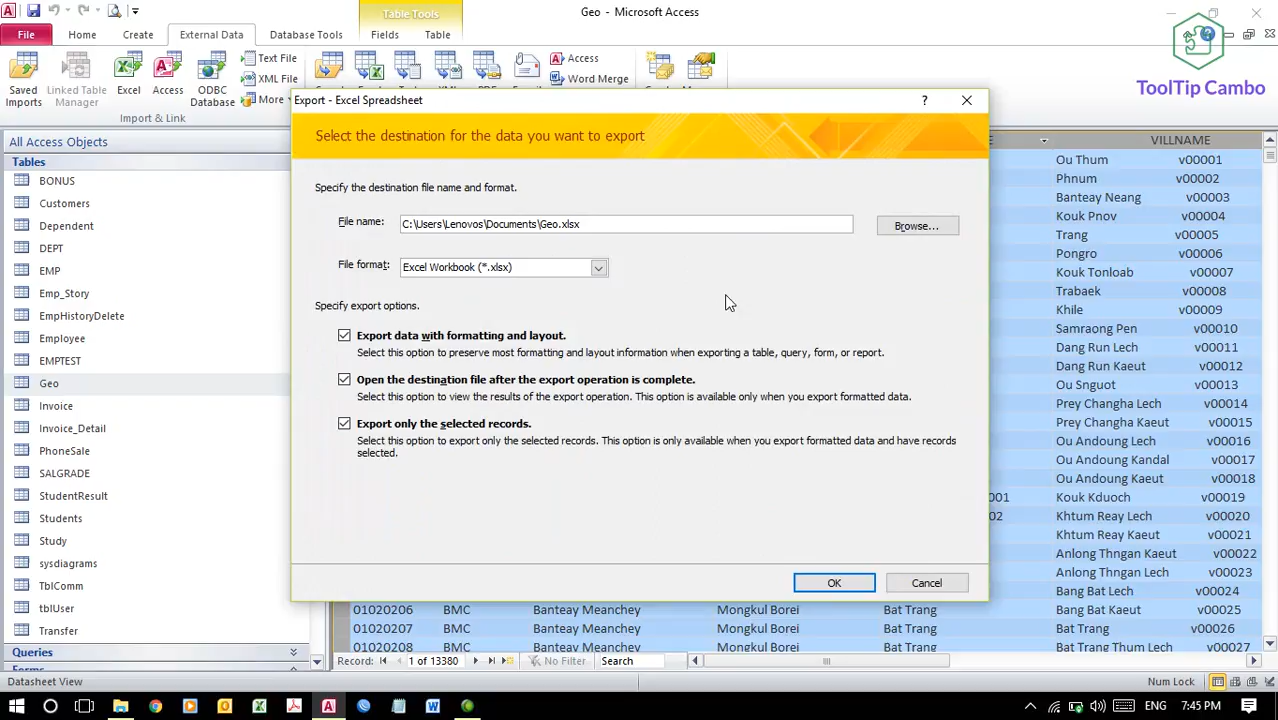 Table Tools
Geo - Microsoft Access
File Home Create External Data Database Tools Fields Table
Text File
XML File
More
Saved Imports
Linked Table Manager
Excel
Access
ODBC Database
Import & Link
Access
Word Merge
ToolTip Cambo
All Access Objects
Tables
BONUS
Customers
Dependent
DEPT
EMP
Emp_Story
EmpHistoryDelete
Employee
EMPTEST
Geo
Invoice
Invoice_Detail
PhoneSale
SALGRADE
StudentResult
Students
Study
sysdiagrams
TblComm
tblUser
Transfer
Queries
Export - Excel Spreadsheet
Select the destination for the data you want to export
Specify the destination file name and format.
File name: C:\Users\Lenovos\Documents\Geo.xlsx Browse...
File format: Excel Workbook (*.xlsx)
Specify export options.
Export data with formatting and layout.
Select this option to preserve most formatting and layout information when exporting a table, query, form, or report.
Open the destination file after the export operation is complete.
Select this option to view the results of the export operation. This option is available only when you export formatted data.
Export only the selected records.
Select this option to export only the selected records. This option is only available when you export formatted data and have records
selected.
OK Cancel
VILLNAME
Ou Thum v00001
Phnum v00002
Banteay Neang v00003
Kouk Pnov v00004
Trang v00005
Pongro v00006
Kouk Tonloab v00007
Trabaek v00008
Khile v00009
Samraong Pen v00010
Dang Run Lech v00011
Dang Run Kaeut v00012
Ou Snguot v00013
Prey Changha Lech v00014
Prey Changha Kaeut v00015
Ou Andoung Lech v00016
Ou Andoung Kandal v00017
Ou Andoung Kaeut v00018
001 Kouk Kduoch v00019
02 Khtum Reay Lech v00020
Khtum Reay Kaeut v00021
Anlong Thngan Kaeut v00022
Anlong Thngan Lech v00023
Bang Bat Lech v00024
Bang Bat Kaeut v00025
01020206 BMC Banteay Meanchey Mongkul Borei Bat Trang Bat Trang v00026
01020207 BMC Banteay Meanchey Mongkul Borei Bat Trang Bat Trang Thum Lech v00027
01020208 BMC Banteay Meanchey Mongkul Borei Bat Trang
Record: 1 of 13380 No Filter Search
Datasheet View
Num Lock
ENG 7:45 PM